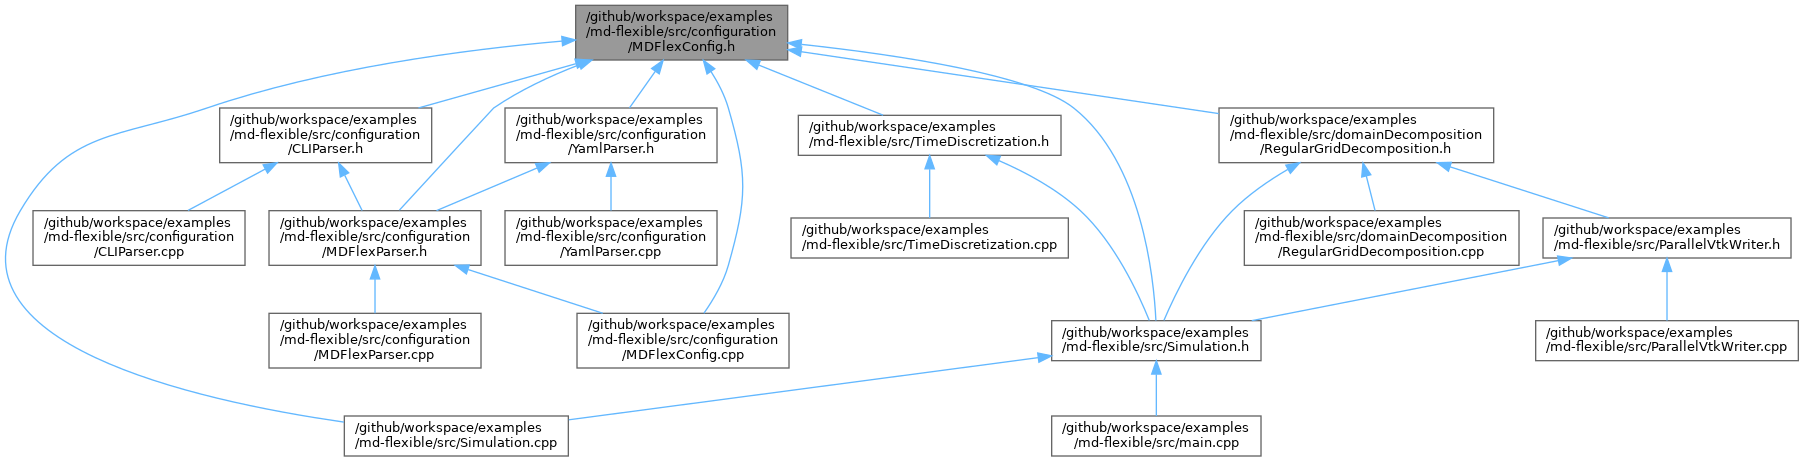 /github/workspace/examples
/md-flexible/src/configuration
/MDFlexConfig.h
/github/workspace/examples
/md-flexible/src/configuration
/CLIParser.h
/github/workspace/examples
/md-flexible/src/configuration
/YamlParser.h
/github/workspace/examples
/md-flexible/src/TimeDiscretization.h
/github/workspace/examples
/md-flexible/src/domainDecomposition
/RegularGridDecomposition.h
/github/workspace/examples
/md-flexible/src/configuration
/CLIParser.cpp
/github/workspace/examples
/md-flexible/src/configuration
/MDFlexParser.h
/github/workspace/examples
/md-flexible/src/configuration
/YamlParser.cpp
/github/workspace/examples
/md-flexible/src/TimeDiscretization.cpp
/github/workspace/examples
/md-flexible/src/domainDecomposition
/RegularGridDecomposition.cpp
/github/workspace/examples
/md-flexible/src/ParallelVtkWriter.h
/github/workspace/examples
/md-flexible/src/configuration
/MDFlexParser.cpp
/github/workspace/examples
/md-flexible/src/configuration
/MDFlexConfig.cpp
/github/workspace/examples
/md-flexible/src/Simulation.h
/github/workspace/examples
/md-flexible/src/ParallelVtkWriter.cpp
/github/workspace/examples
/md-flexible/src/Simulation.cpp
/github/workspace/examples
/md-flexible/src/main.cpp